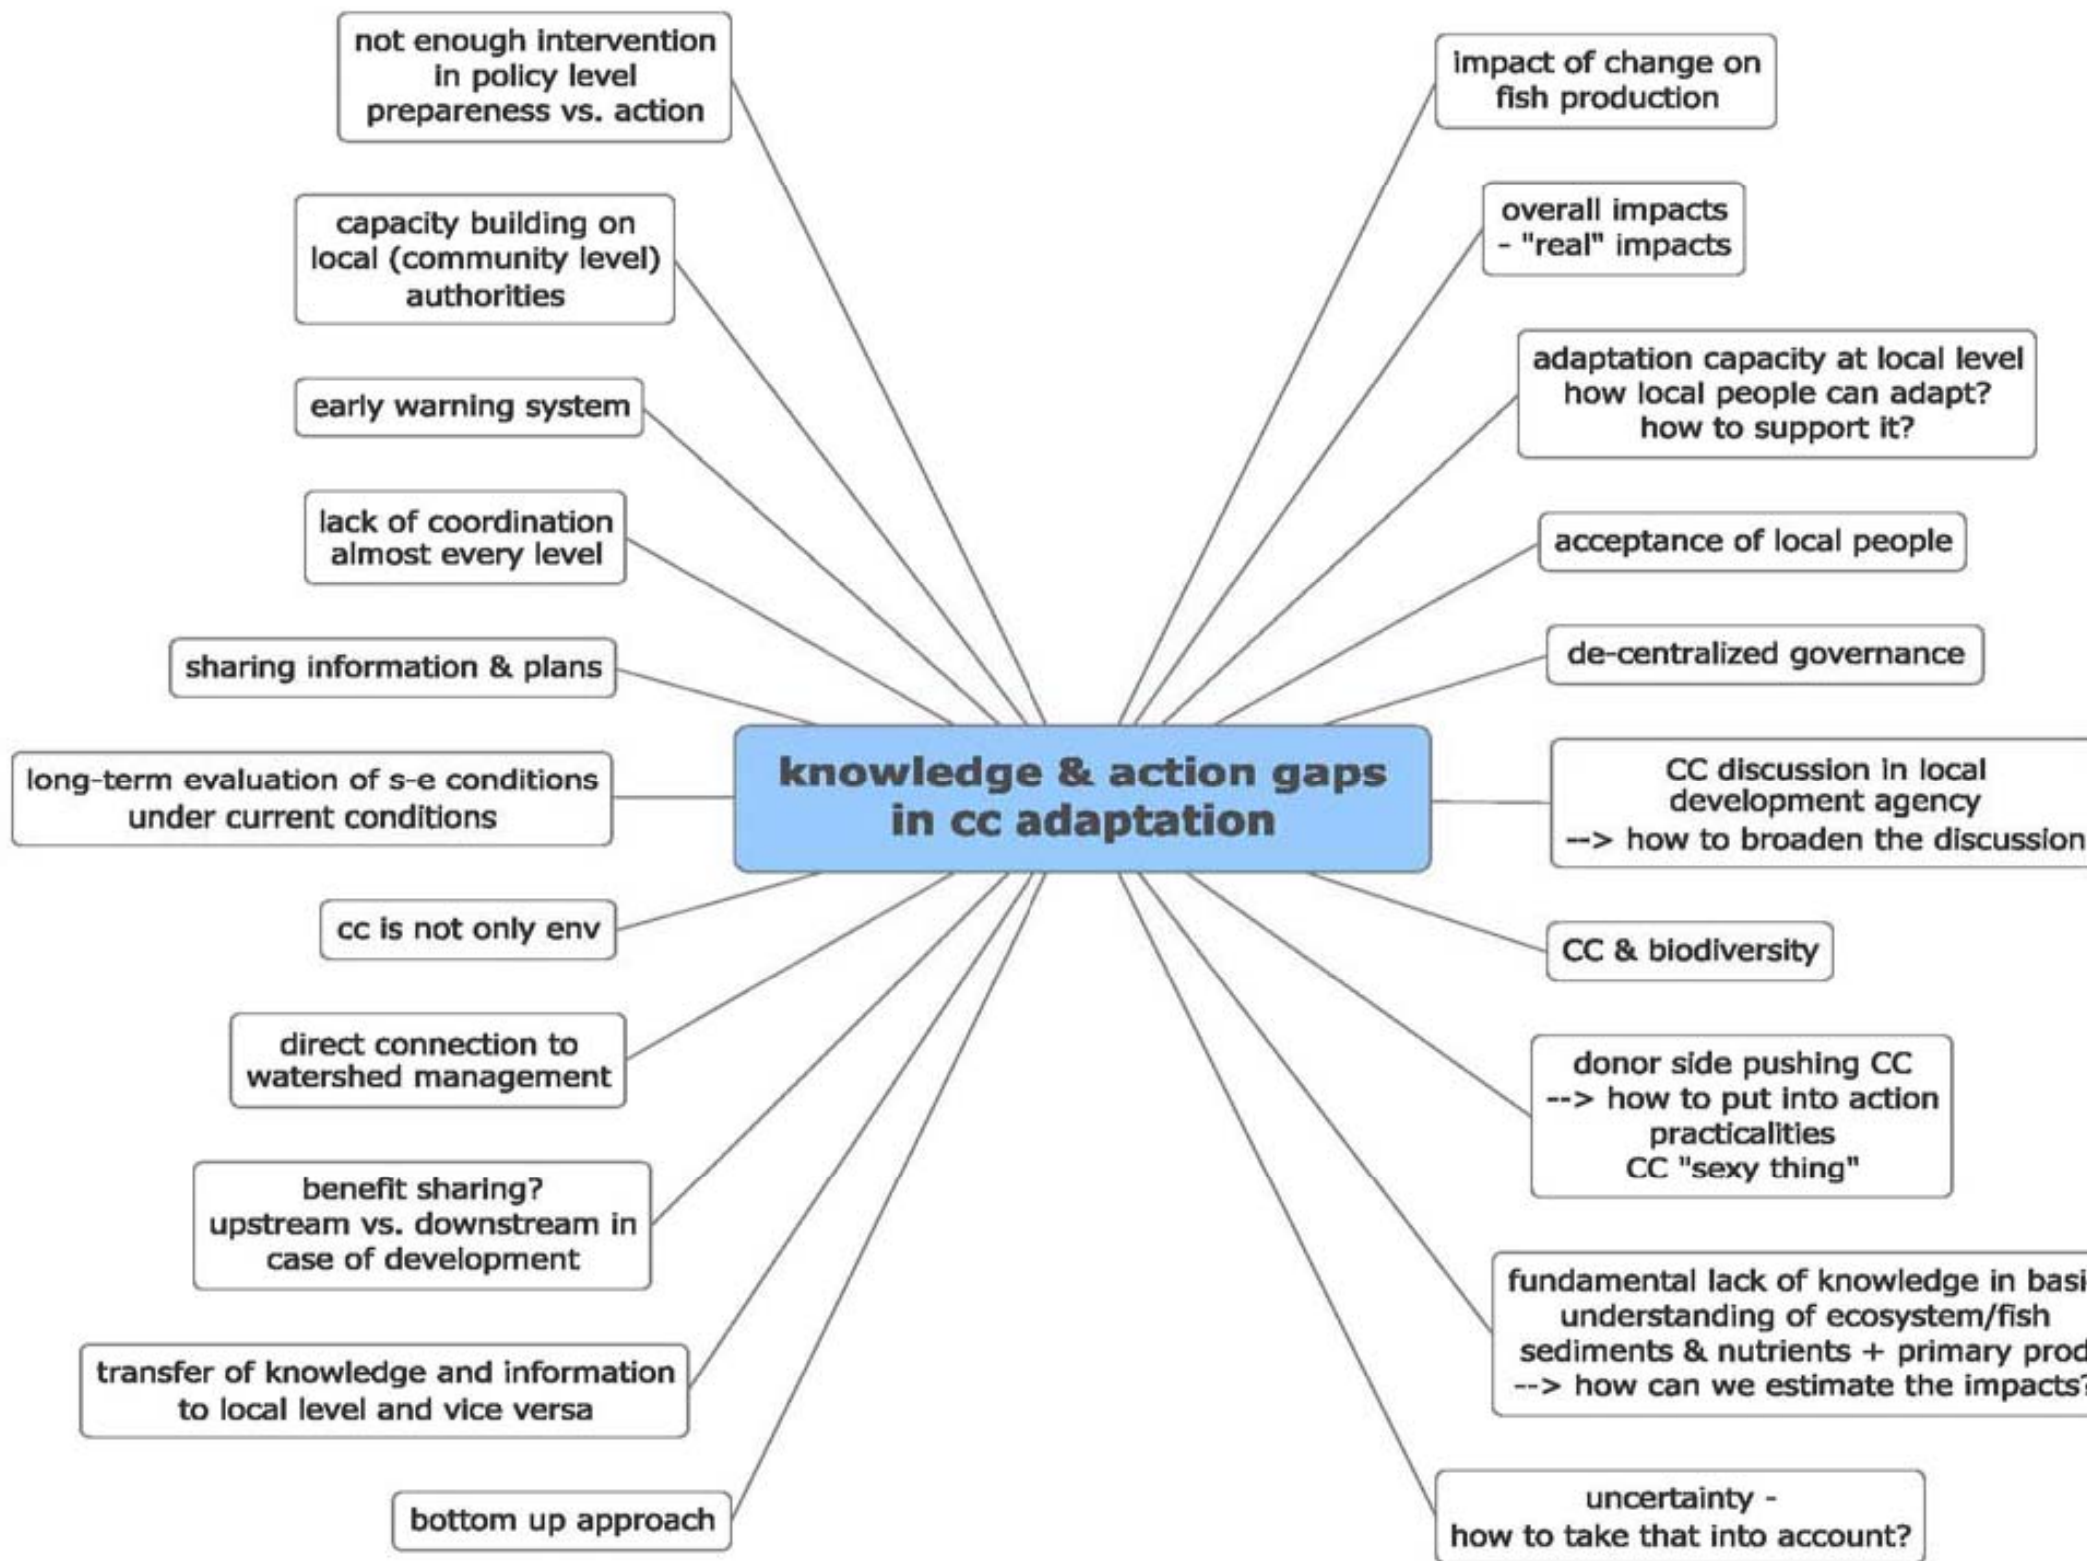 not enough intervention
in policy level
prepareness vs. action
capacity building on
local (community level)
authorities
early warning system
lack of coordination
almost every level
sharing information & plans
long-term evaluation of s-e conditions
under current conditions
cc is not only env
direct connection to
watershed management
benefit sharing?
upstream vs. downstream in
case of development
transfer of knowledge and information
to local level and vice versa
bottom up approach
knowledge & action gaps
in cc adaptation
impact of change on
fish production
overall impacts
- "real" impacts
adaptation capacity at local level
how local people can adapt?
how to support it?
acceptance of local people
de-centralized governance
CC discussion in local
development agency
--> how to broaden the discussion
CC & biodiversity
donor side pushing CC
--> how to put into action
practicalities
CC "sexy thing"
fundamental lack of knowledge in basi
understanding of ecosystem/fish
sediments & nutrients + primary prod
--> how can we estimate the impacts?
uncertainty -
how to take that into account?